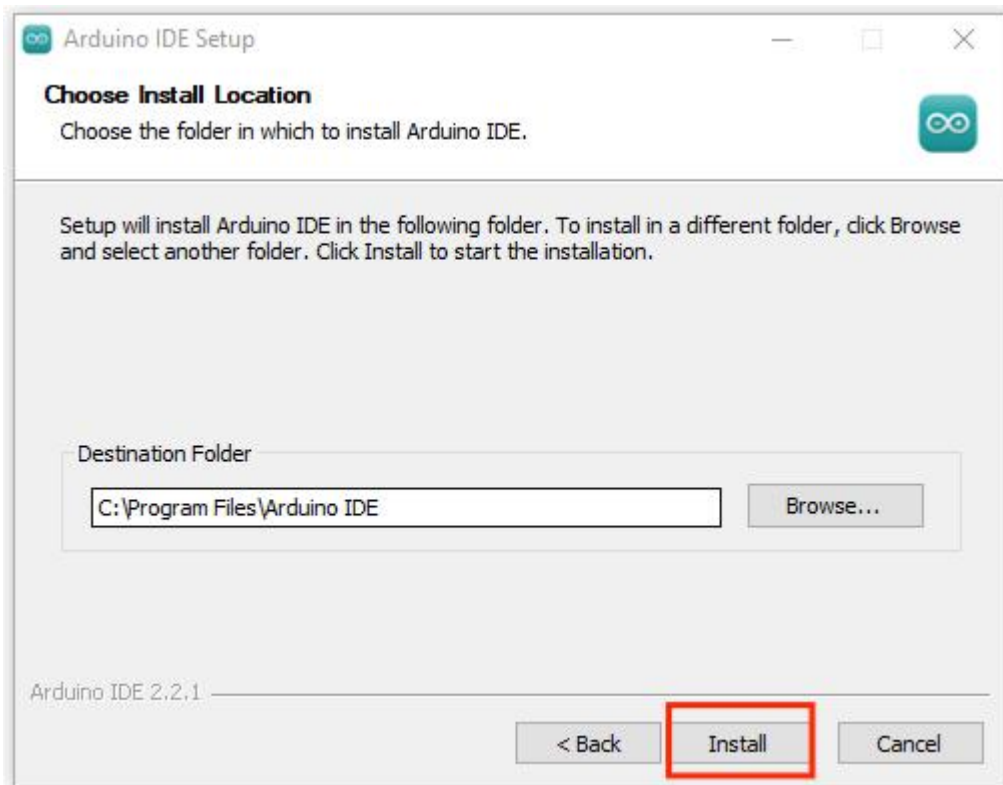 Arduino IDE Setup
Choose Install Location
Choose the folder in which to install Arduino IDE.
Setup will install Arduino IDE in the following folder. To install in a different folder, click Browse
and select another folder. Click Install to start the installation.
Destination Folder
C:\Program Files\Arduino IDE
Browse...
Arduino IDE 2.2.1
< Back
Install
Cancel